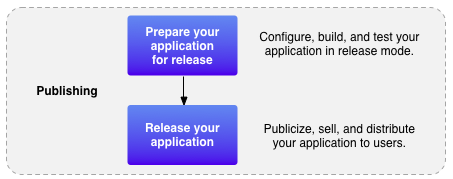 Prepare your
application
for release
Configure, build, and test your
application in release mode.
Publishing
Release your
application
Publicize, sell, and distribute
your application to users.